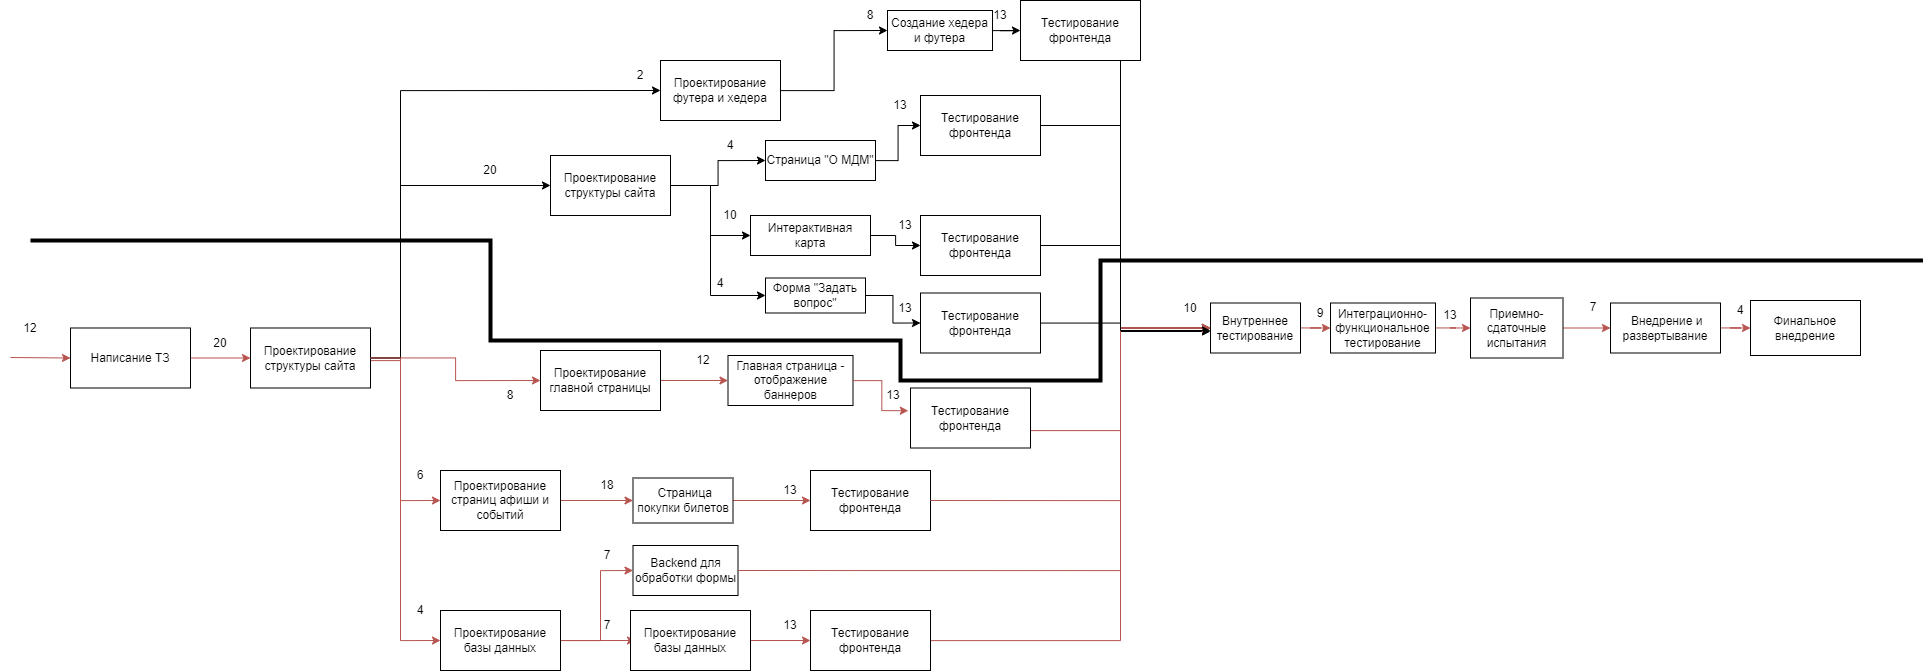 8
Создание хедера
и футера
13
Тестирование
фронтенда
2
Проектирование
футера и хедера
13
Тестирование
фронтенда
4
Страница "О МДМ"
20
Проектирование
структуры сайта
10
Интерактивная
карта
13
Тестирование
фронтенда
4
Форма "Задать
вопрос"
13
Тестирование
фронтенда
12
Написание ТЗ
20
Проектирование
структуры сайта
10
Внутреннее
тестирование
9
Интеграционно-
функциональное
тестирование
13
Приемно-
сдаточные
испытания
7
Внедрение и
развертывание
4
Финальное
внедрение
8
Проектирование
главной страницы
12
Главная страница -
отображение
баннеров
13
Тестирование
фронтенда
6
Проектирование
страниц афиши и
событий
18
Страница
покупки билетов
13
Тестирование
фронтенда
7
Backend для
обработки формы
4
Проектирование
базы данных
7
Проектирование
базы данных
13
Тестирование
фронтенда